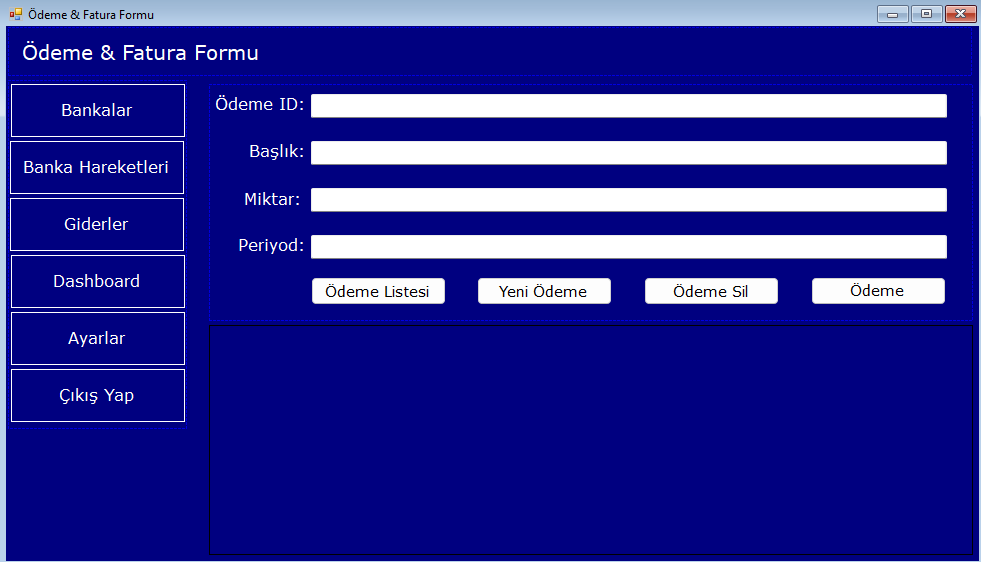 Ödeme & Fatura Formu
Ödeme & Fatura Formu
Bankalar
Banka Hareketleri
Giderler
Dashboard
Ayarlar
Çıkış Yap
Ödeme ID:
Başlık:
Miktar:
Periyod:
Ödeme Listesi
Yeni Ödeme
Ödeme Sil
Ödeme